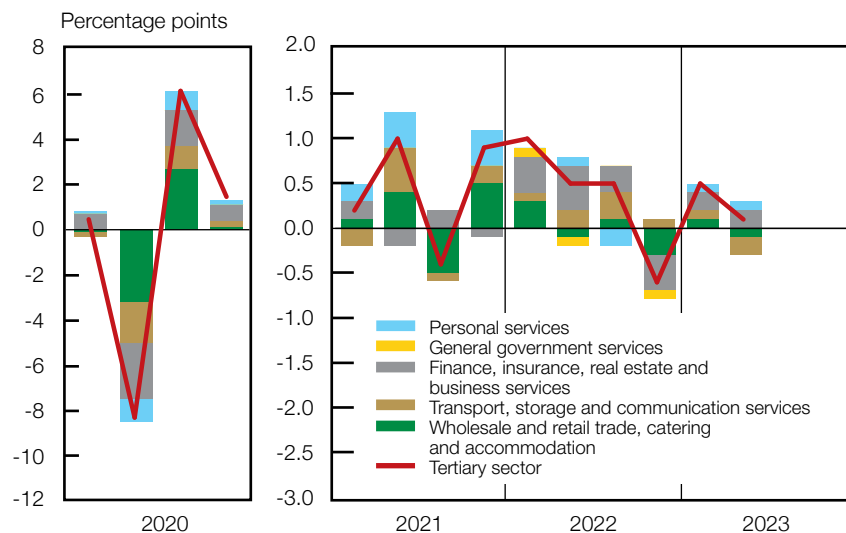 Percentage points
8
6
4
2
0
-2
-4
-6
-8
-10
-12
2020
2.0
1.5
1.0
0.5
0.0
-0.5
-1.0
-1.5
-2.0
-2.5
-3.0
Personal services
General government services
Finance, insurance, real estate and
business services
Transport, storage and communication services
Wholesale and retail trade, catering
and accommodation
Tertiary sector
2021
2022
2023